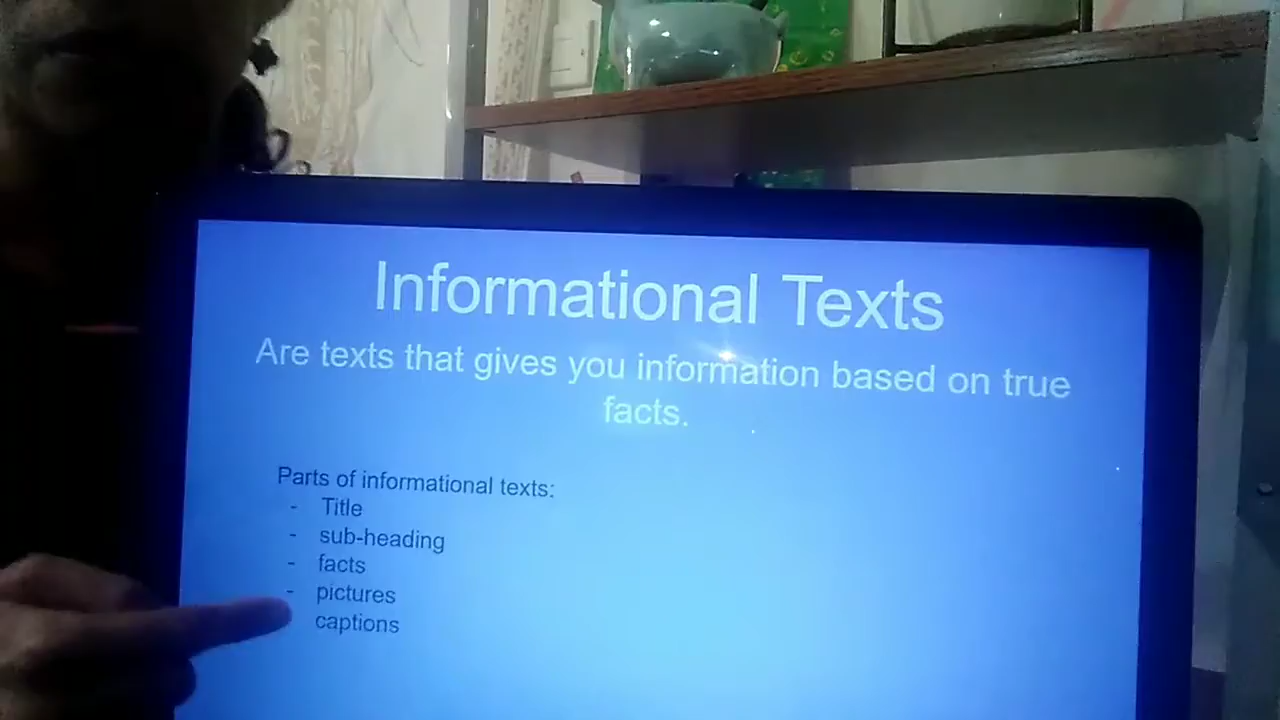 Informational Texts
Are texts that gives you information based on true
facts.
Parts of informational texts:
- Title
- sub-heading
- facts
- pictures
captions